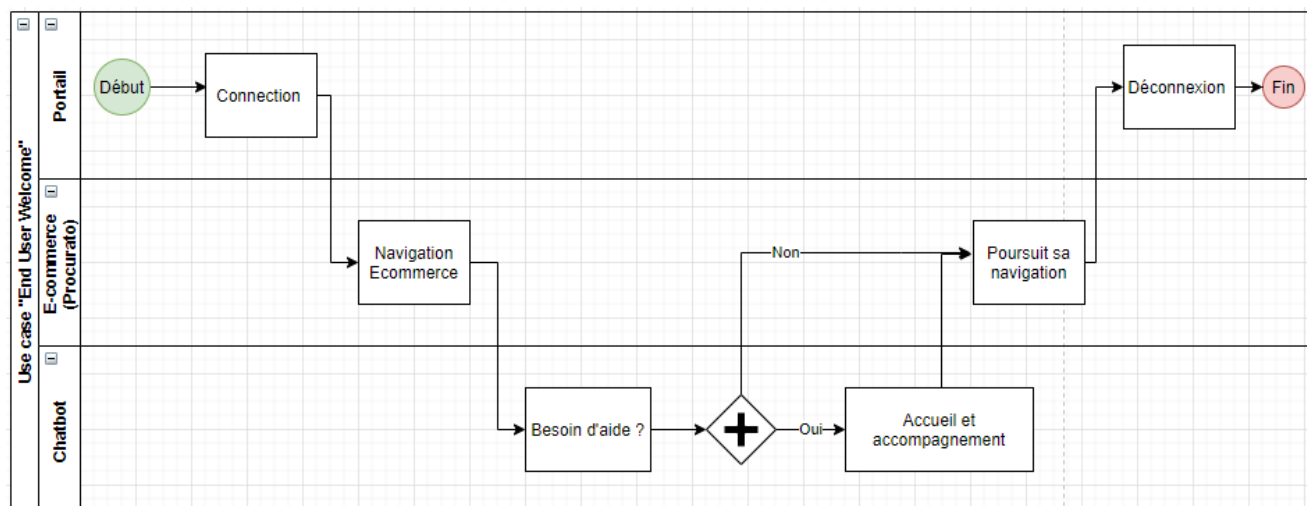 Use case "End User Welcome"
Portail
Début
Connection
Déconnexion
Fin
E-commerce
(Procurato)
Navigation
Ecommerce
Non
Poursuit sa
navigation
Chatbot
Besoin d'aide ?
Oui
Accueil et
accompagnement